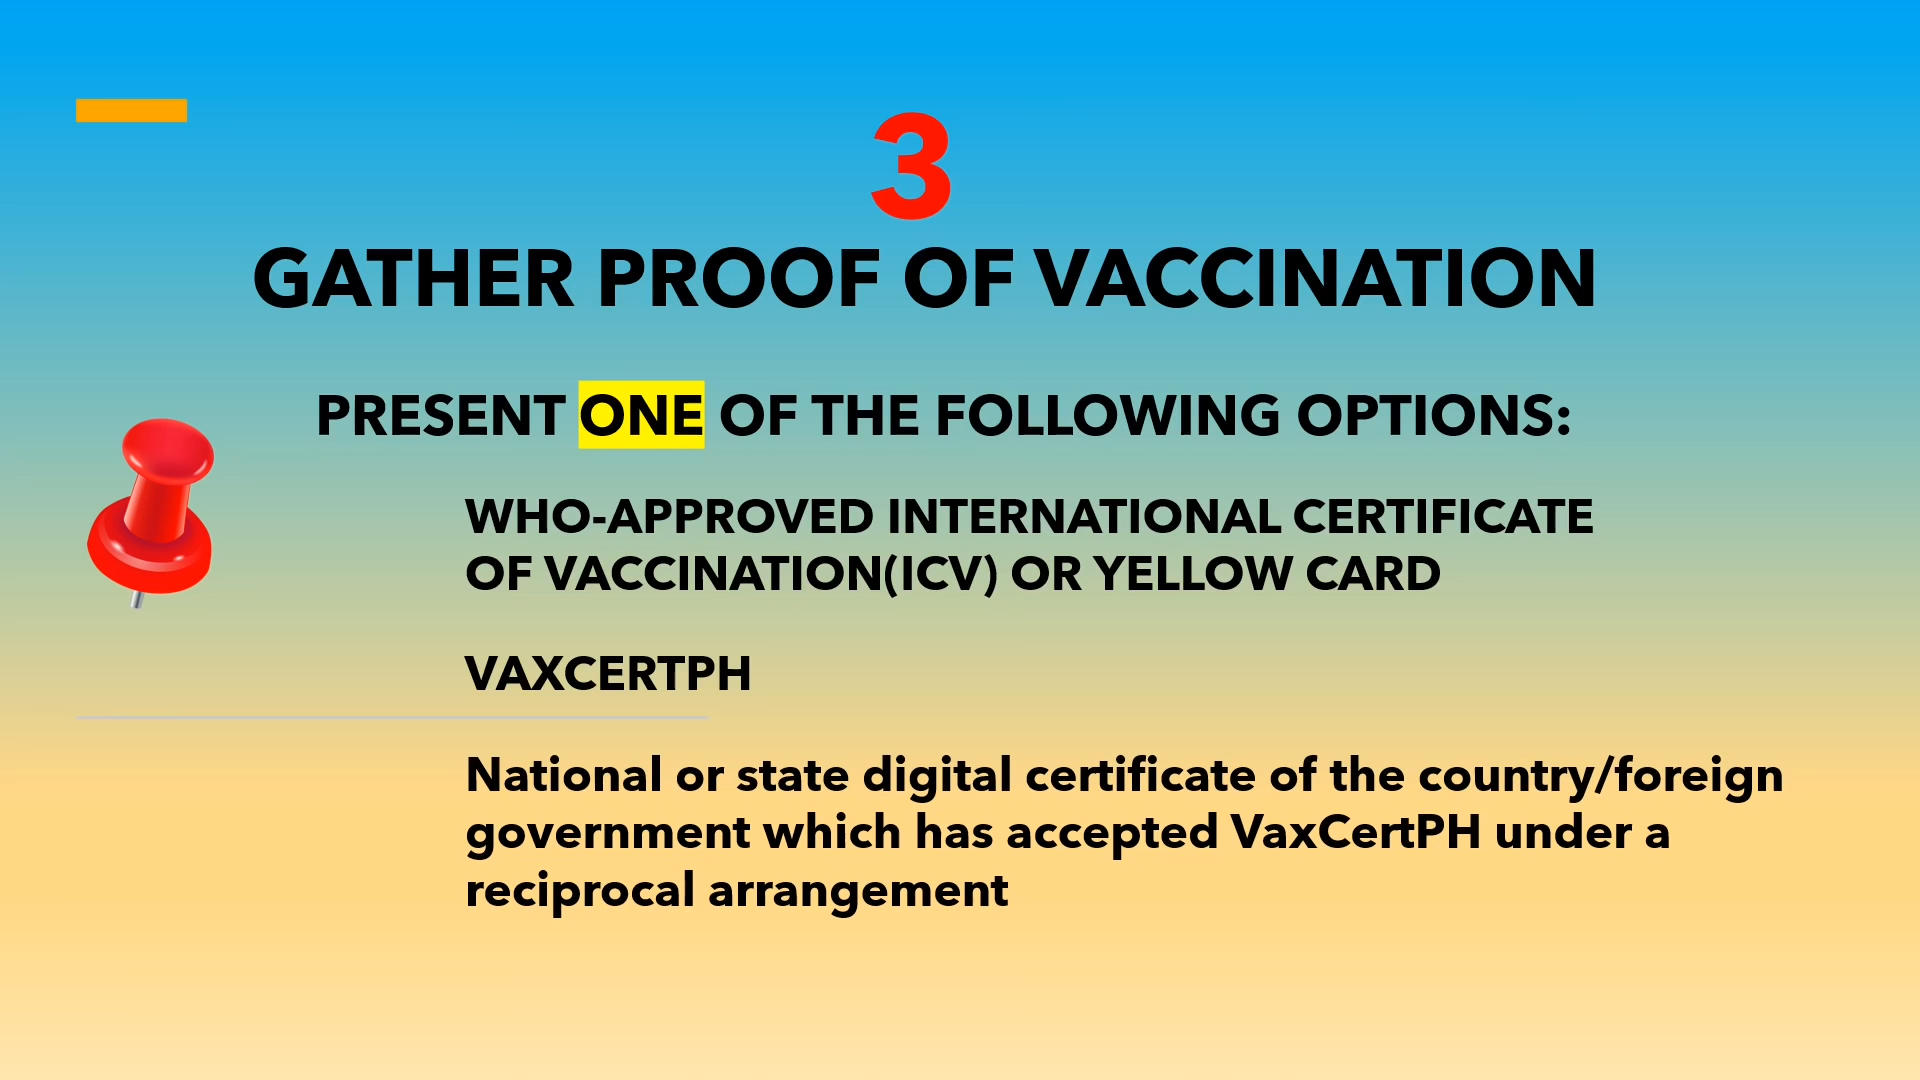 3
GATHER PROOF OF VACCINATION
PRESENT ONE OF THE FOLLOWING OPTIONS:
WHO-APPROVED INTERNATIONAL CERTIFICATE
OF VACCINATION(ICV) OR YELLOW CARD
VAXCERTPH
National or state digital certificate of the country/foreign
government which has accepted VaxCertPH under a
reciprocal arrangement